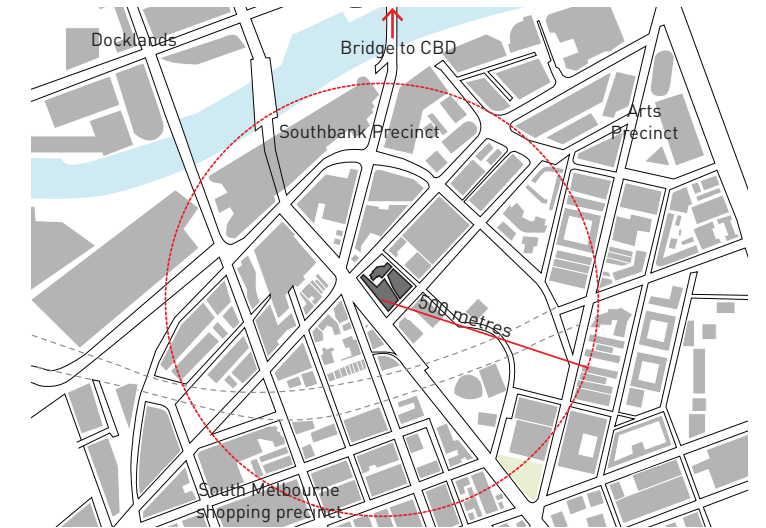 Docklands
Bridge to CBD
Southbank Precinct
Arts
Precinct
500 metres
South Melbourne
shopping precinct